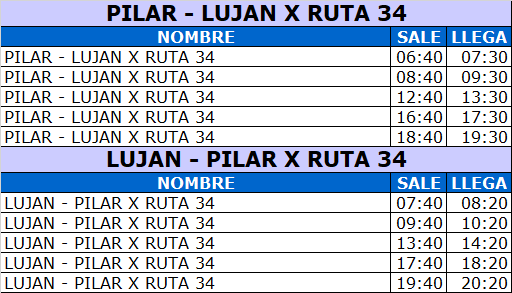 PILAR - LUJAN X RUTA 34
NOMBRE SALE LLEGA
PILAR - LUJAN X RUTA 34 06:40 07:30
PILAR - LUJAN X RUTA 34 08:40 09:30
PILAR - LUJAN X RUTA 34 12:40 13:30
PILAR - LUJAN X RUTA 34 16:40 17:30
PILAR - LUJAN X RUTA 34 18:40 19:30
LUJAN - PILAR X RUTA 34
NOMBRE SALE LLEGA
LUJAN - PILAR X RUTA 34 07:40 08:20
LUJAN - PILAR X RUTA 34 09:40 10:20
LUJAN - PILAR X RUTA 34 13:40 14:20
LUJAN - PILAR X RUTA 34 17:40 18:20
LUJAN - PILAR X RUTA 34 19:40 20:20